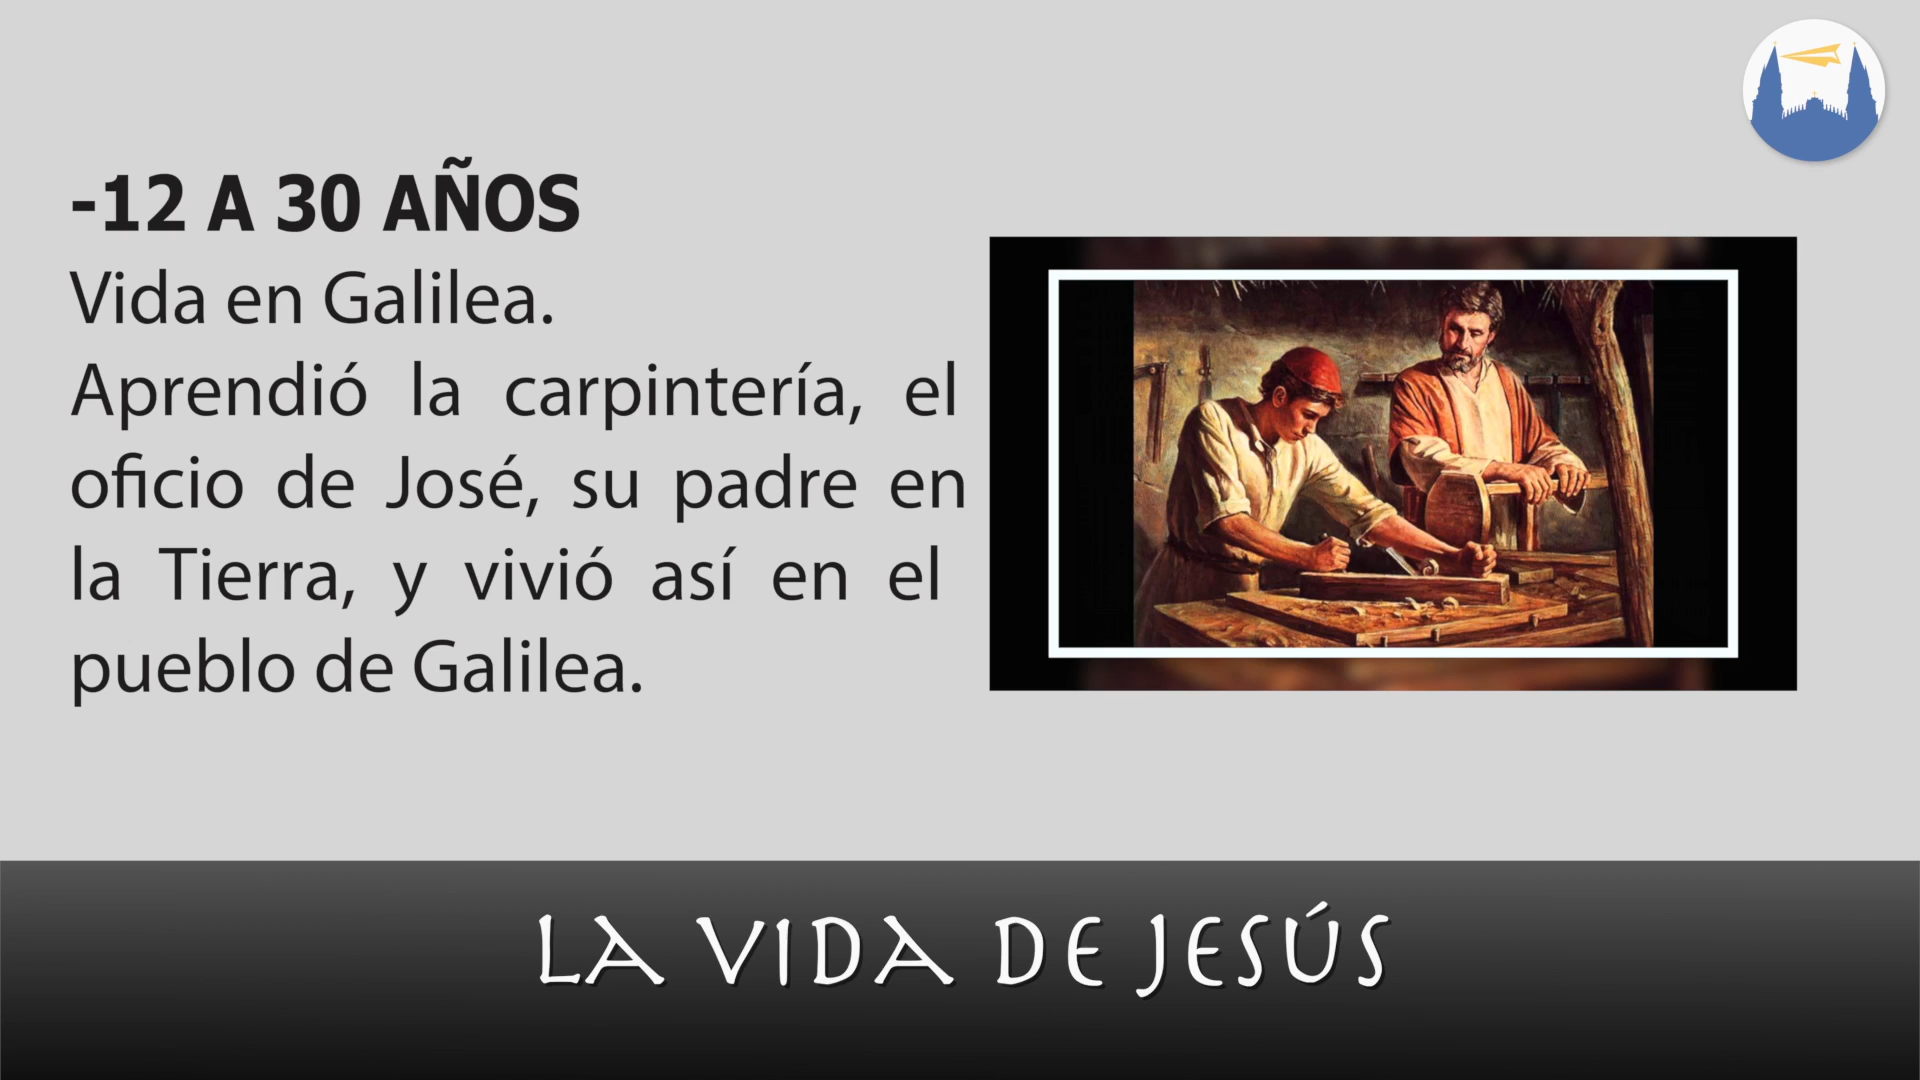 -12 A 30 AÑOS
Vida en Galilea.
Aprendió la carpintería, el
oficio de José, su padre en
la Tierra, y vivió así en el
pueblo de Galilea.
LA VIDA DE JESÚS